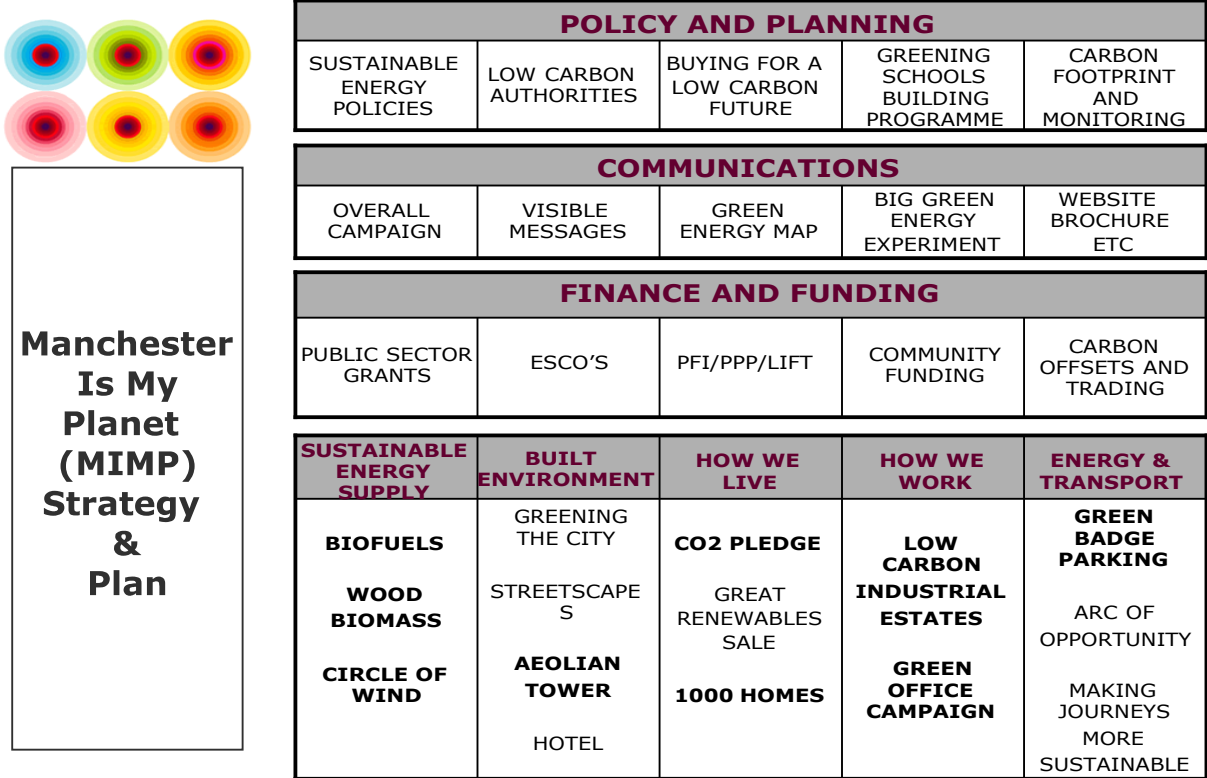 Manchester
Is My
Planet
(MIMP)
Strategy
&
Plan
POLICY AND PLANNING
SUSTAINABLE
ENERGY
POLICIES
LOW CARBON
AUTHORITIES
BUYING FOR A
LOW CARBON
FUTURE
GREENING
SCHOOLS
BUILDING
PROGRAMME
CARBON
FOOTPRINT
AND
MONITORING
COMMUNICATIONS
OVERALL
CAMPAIGN
VISIBLE
MESSAGES
GREEN
ENERGY MAP
BIG GREEN
ENERGY
EXPERIMENT
WEBSITE
BROCHURE
ETC
FINANCE AND FUNDING
PUBLIC SECTOR
GRANTS
ESCO’S
PFI/PPP/LIFT
COMMUNITY
FUNDING
CARBON
OFFSETS AND
TRADING
SUSTAINABLE
ENERGY
SUPPLY
BUILT
ENVIRONMENT
HOW WE
LIVE
HOW WE
WORK
ENERGY &
TRANSPORT
BIOFUELS
WOOD
BIOMASS
CIRCLE OF
WIND
GREENING
THE CITY
STREETSCAPE
S
AEOLIAN
TOWER
HOTEL
CO2 PLEDGE
GREAT
RENEWABLES
SALE
1000 HOMES
LOW
CARBON
INDUSTRIAL
ESTATES
GREEN
OFFICE
CAMPAIGN
GREEN
BADGE
PARKING
ARC OF
OPPORTUNITY
MAKING
JOURNEYS
MORE
SUSTAINABLE